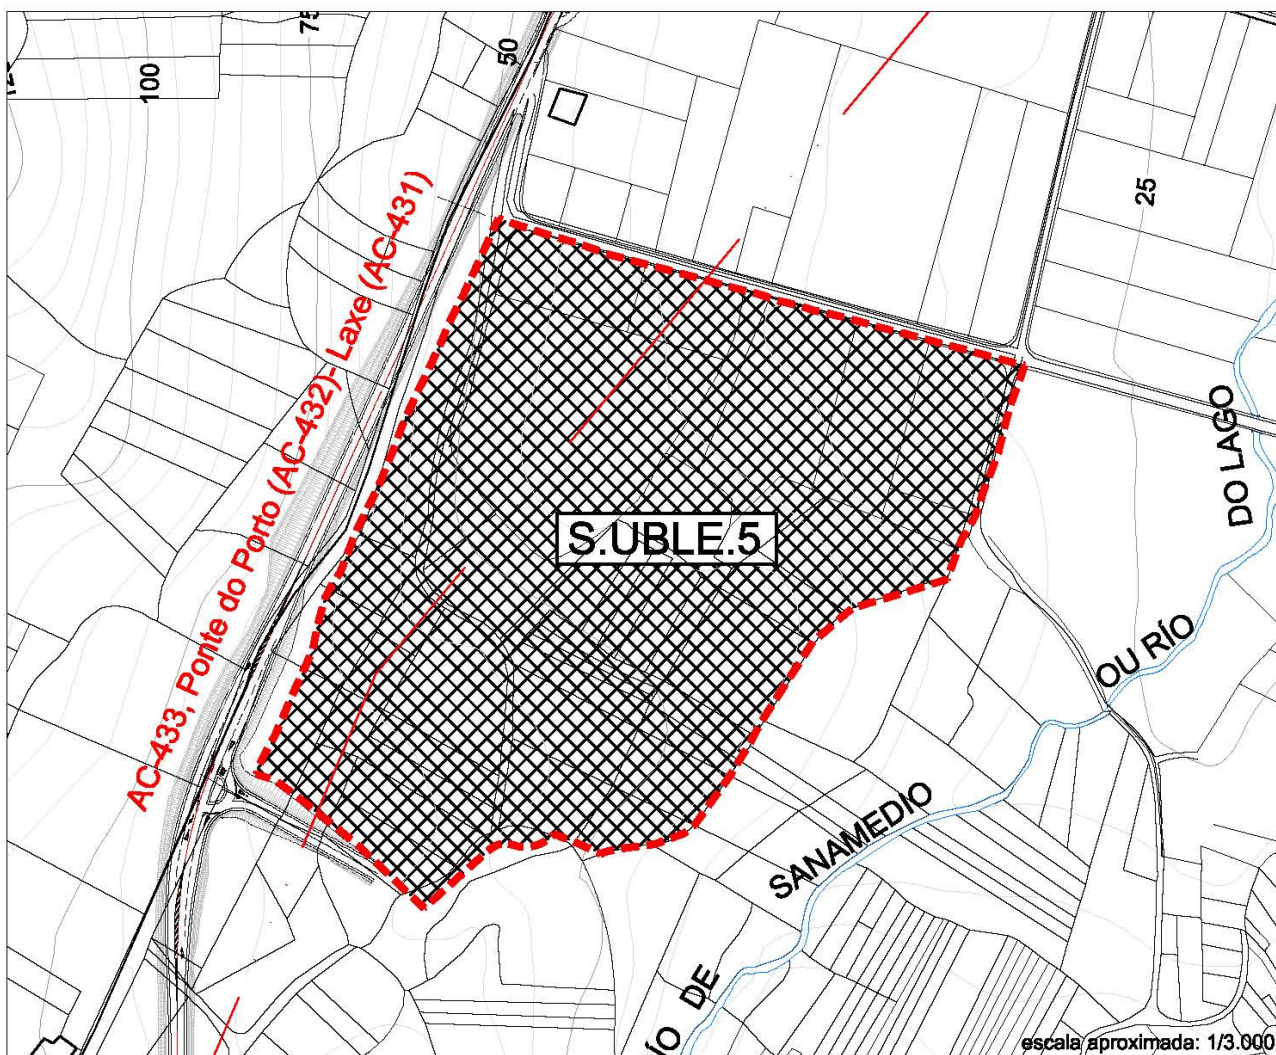 75
50
100
25
AC-433, Ponte do Porto (AC-432)- Laxe (AC-431)
S.UBLE.5
DO LAGO
OU RÍO
SANAMEDIO
DE
escala aproximada: 1/3.000